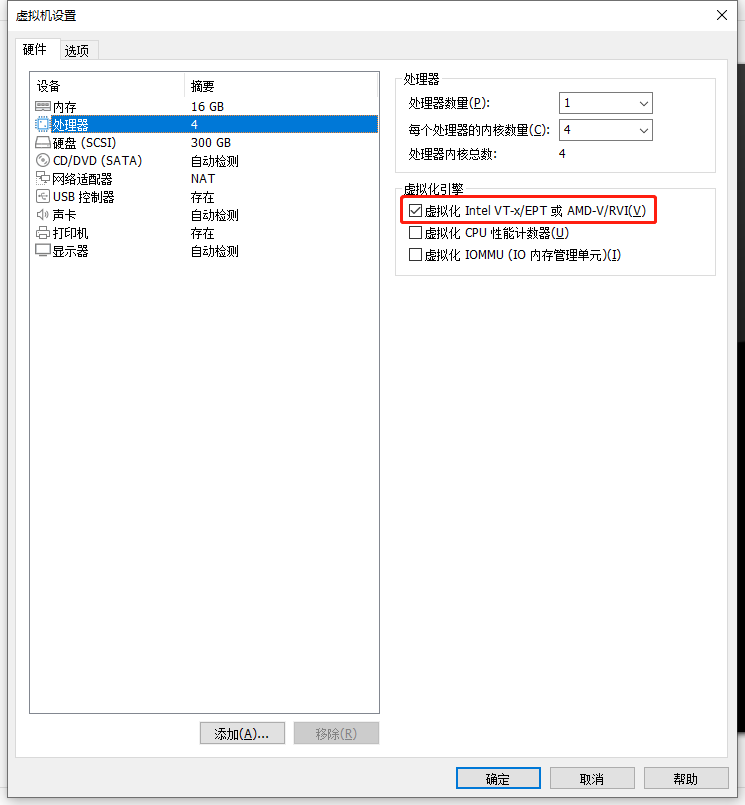 虚拟机设置
硬件 选项
设备 摘要
内存 16 GB
处理器 4
硬盘 (SCSI) 300 GB
CD/DVD (SATA) 自动检测
网络适配器 NAT
USB 控制器 存在
声卡 自动检测
打印机 存在
显示器 自动检测
添加(A)... 移除(R)
处理器
处理器数量(P): 1
每个处理器的内核数量(C): 4
处理器内核总数: 4
虚拟化引擎
虚拟化 Intel VT-x/EPT 或 AMD-V/RVI(V)
虚拟化 CPU 性能计数器(U)
虚拟化 IOMMU (IO 内存管理单元)(I)
确定 取消 帮助